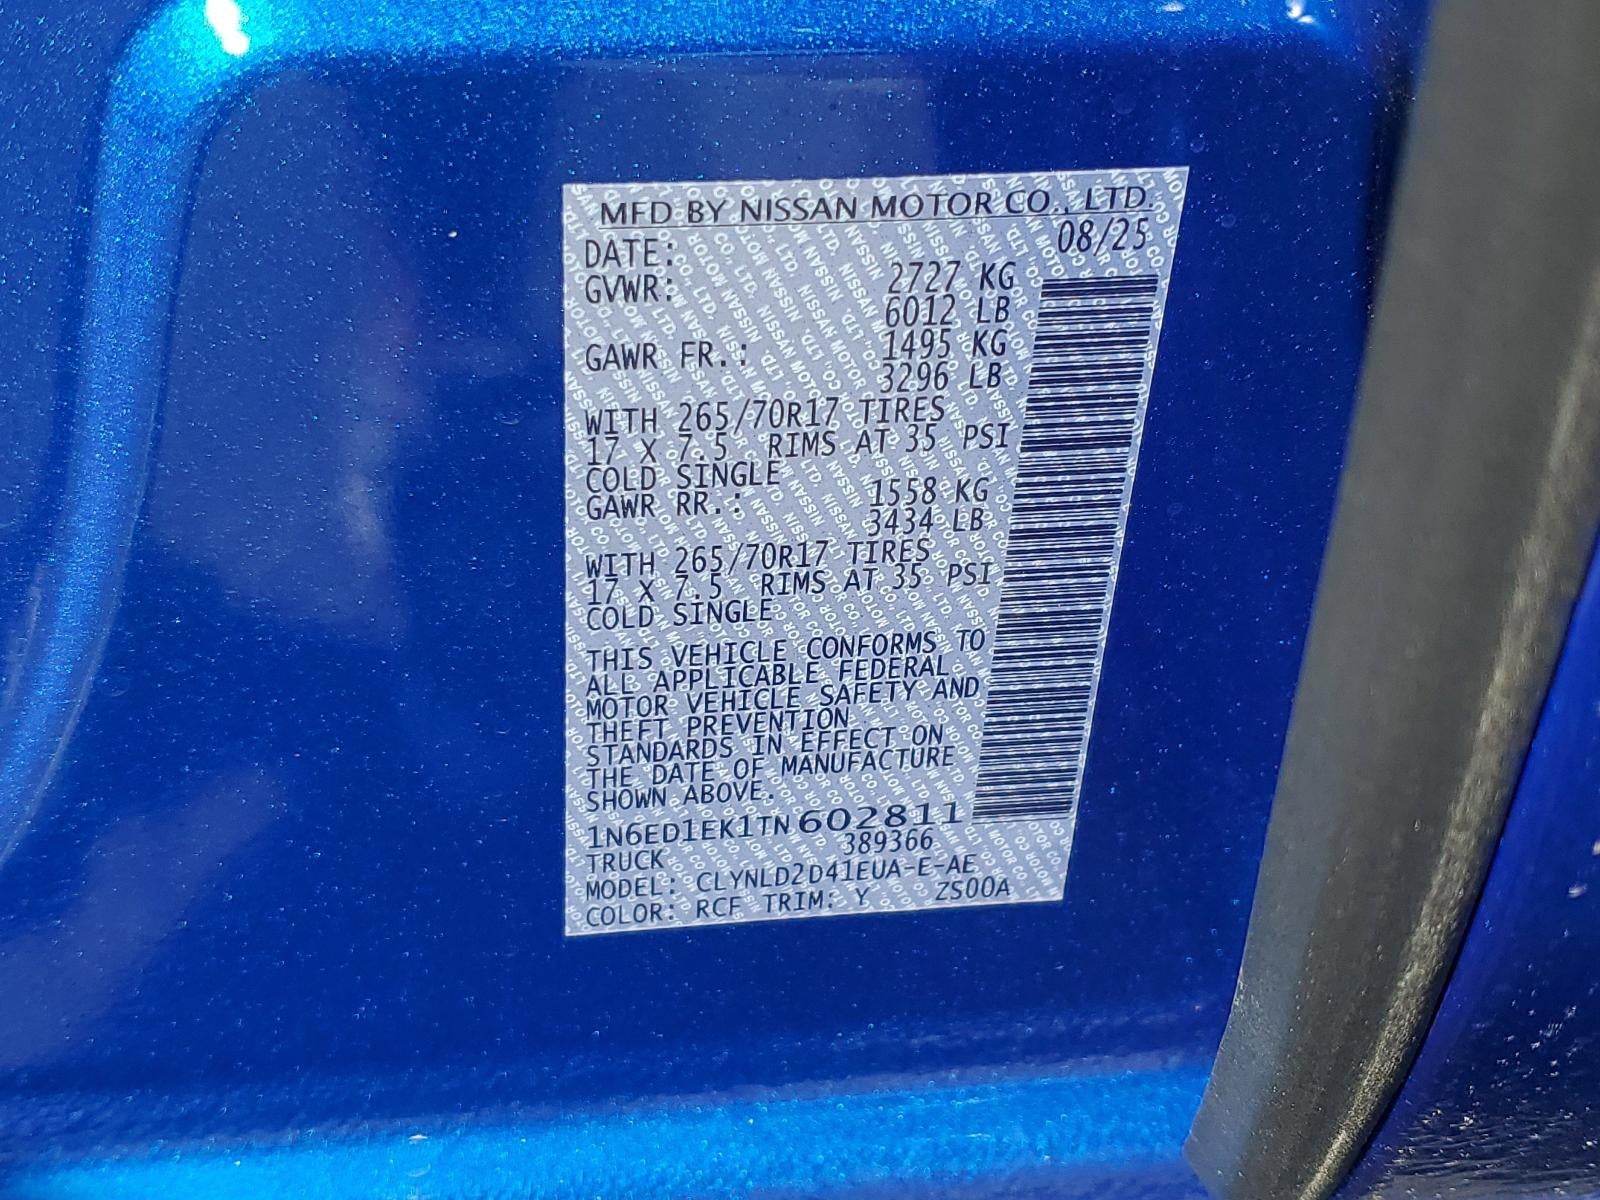 MFD BY NISSAN MOTOR CO., LTD.
DATE: 08/25
GVWR: 2727 KG
6012 LB
GAWR FR.: 1495 KG
3296 LB
WITH 265/70R17 TIRES
17 X 7.5 RIMS AT 35 PSI
COLD SINGLE
GAWR RR.: 1558 KG
3434 LB
WITH 265/70R17 TIRES
17 X 7.5 RIMS AT 35 PSI
COLD SINGLE
THIS VEHICLE CONFORMS TO
ALL APPLICABLE FEDERAL
MOTOR VEHICLE SAFETY AND
THEFT PREVENTION
STANDARDS IN EFFECT ON
THE DATE OF MANUFACTURE
SHOWN ABOVE.
1N6ED1EK1TN602811
389366
TRUCK
MODEL: CLYNLD2D41EUA-E-AE
COLOR: RCF TRIM: Y ZS00A